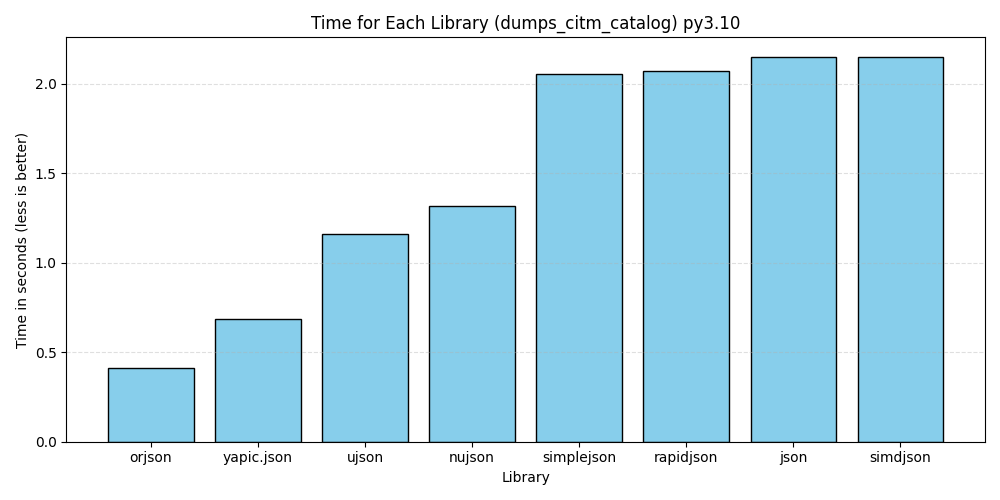 Time for Each Library (dumps_citm_catalog) py3.10
Time in seconds (less is better)
2.0
1.5
1.0
0.5
0.0
orjson yapic.json ujson nujson simplejson rapidjson json simdjson
Library